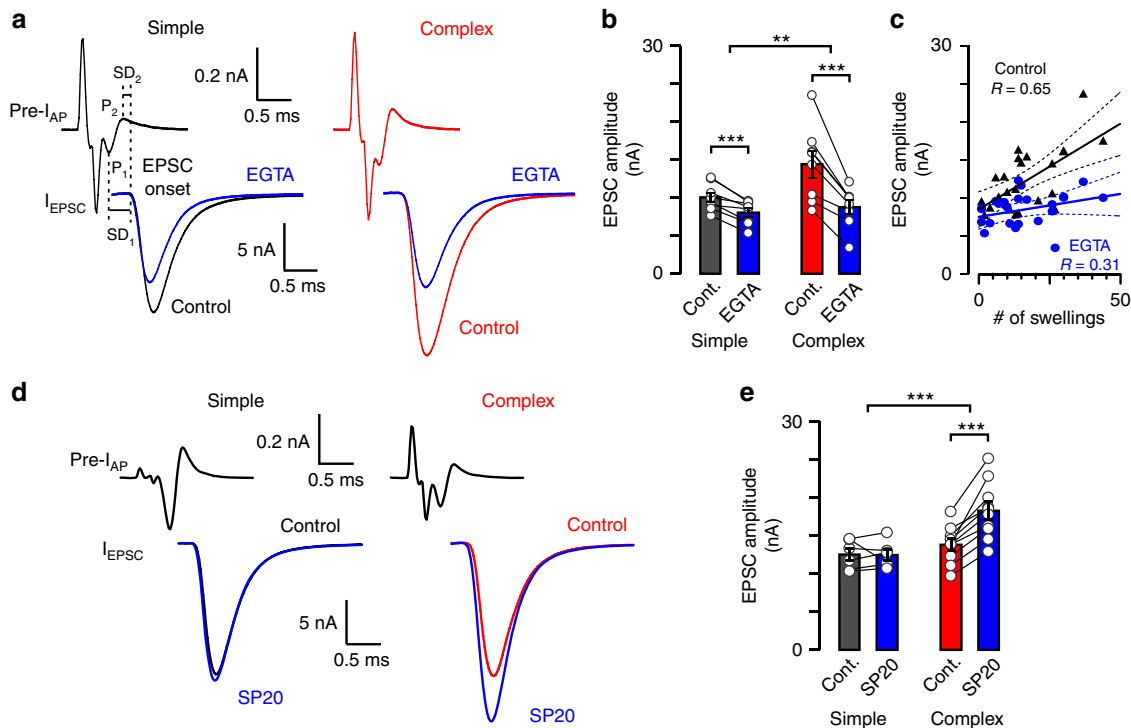 a
Simple
Complex
SD2
P2
0.2 nA
0.5 ms
Pre-IAP
P1
EPSC
onset
EGTA
EGTA
IEPSC
SD1
5 nA
0.5 ms
Control
Control
b
30
**
***
***
EPSC amplitude
(nA)
0
Cont.
EGTA
Cont.
EGTA
Simple
Complex
c
30
Control
R = 0.65
EPSC amplitude
(nA)
EGTA
R = 0.31
0
0
50
# of swellings
d
Simple
Complex
0.2 nA
0.5 ms
Pre-IAP
Control
Control
IEPSC
5 nA
0.5 ms
SP20
SP20
e
30
***
***
EPSC amplitude
(nA)
0
Cont.
SP20
Cont.
SP20
Simple
Complex